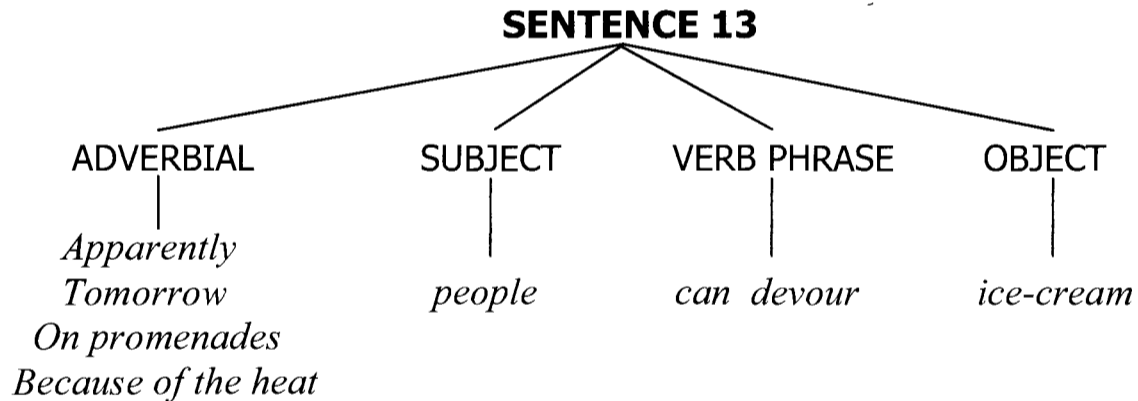 SENTENCE 13
ADVERBIAL SUBJECT VERB PHRASE OBJECT
Apparently
Tomorrow people can devour ice-cream
On promenades
Because of the heat